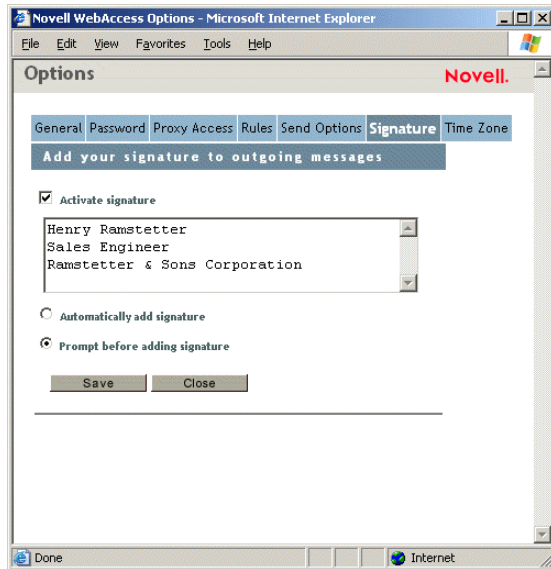 Novell WebAccess Options - Microsoft Internet Explorer
File Edit View Favorites Tools Help
Options Novell.
General Password Proxy Access Rules Send Options Signature Time Zone
Add your signature to outgoing messages
Activate signature
Henry Ramstetter
Sales Engineer
Ramstetter & Sons Corporation
Automatically add signature
Prompt before adding signature
Save Close
Done Internet